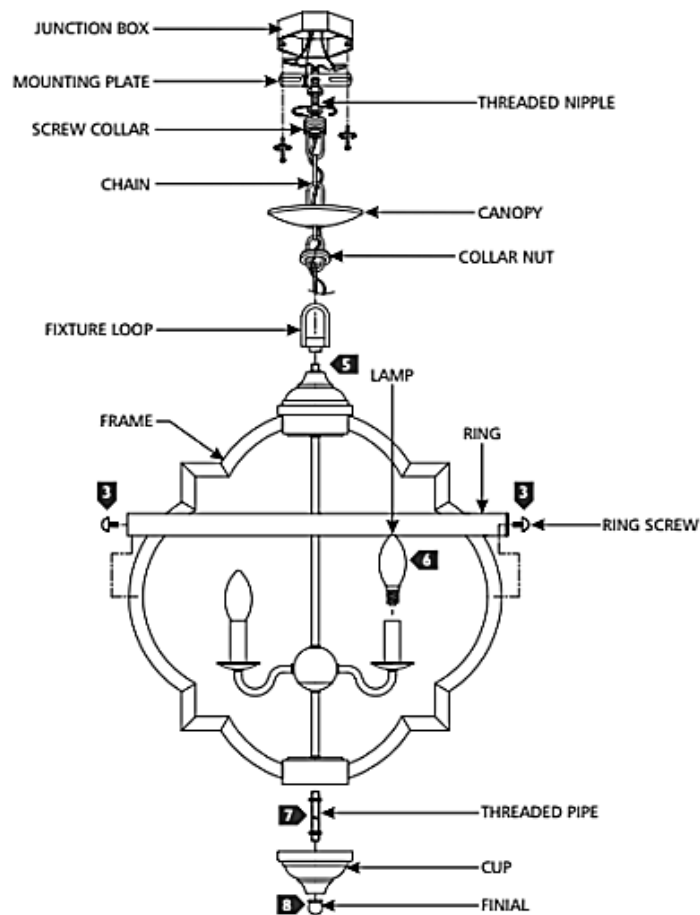 JUNCTION BOX
MOUNTING PLATE
THREADED NIPPLE
SCREW COLLAR
CHAIN
CANOPY
COLLAR NUT
FIXTURE LOOP
5
LAMP
FRAME
RING
3
3
RING SCREW
6
7
THREADED PIPE
CUP
8
FINIAL